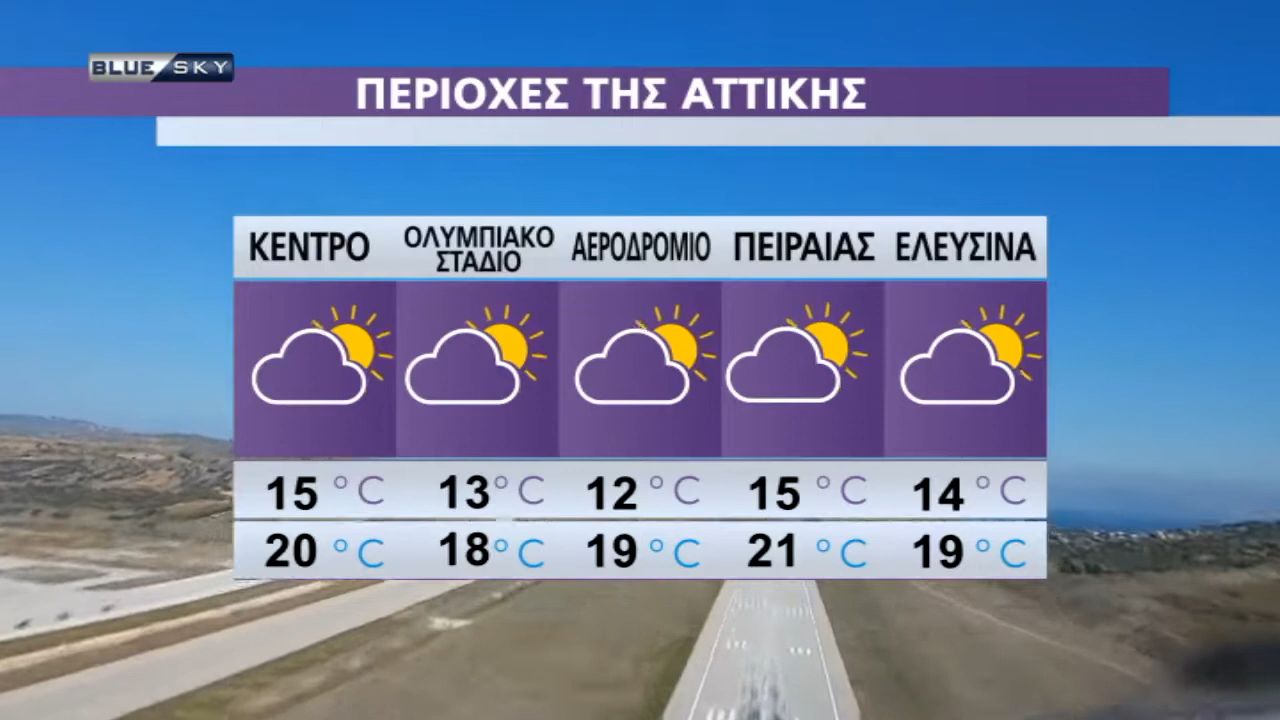 BLUE SKY
ΠΕΡΙΟΧΕΣ ΤΗΣ ΑΤΤΙΚΗΣ
ΚΕΝΤΡΟ ΟΛΥΜΠΙΑΚΟ ΣΤΑΔΙΟ ΑΕΡΟΔΡΟΜΙΟ ΠΕΙΡΑΙΑΣ ΕΛΕΥΣΙΝΑ
15 °C 13 °C 12 °C 15 °C 14 °C
20 °C 18 °C 19 °C 21 °C 19 °C